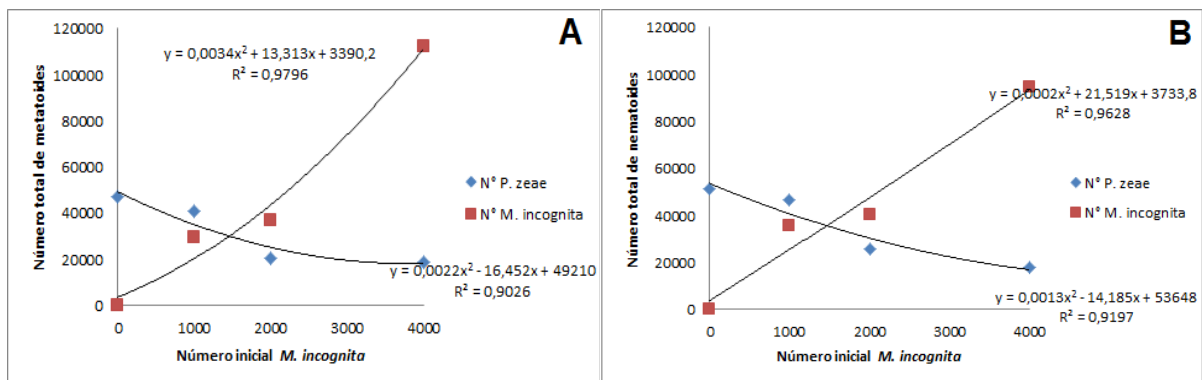 A
120000
100000
80000
60000
40000
20000
0
Número total de metatoides
y = 0,0034x² + 13,313x + 3390,2
R² = 0,9796
N° P. zeae
N° M. incognita
y = 0,0022x² - 16,452x + 49210
R² = 0,9026
0 1000 2000 3000 4000
Número inicial M. incognita
B
120000
100000
80000
60000
40000
20000
0
Número total de nematoides
y = 0,0002x² + 21,519x + 3733,8
R² = 0,9628
N° P. zeae
N° M. incognita
y = 0,0013x² - 14,185x + 53648
R² = 0,9197
0 1000 2000 3000 4000
Número inicial M. incognita